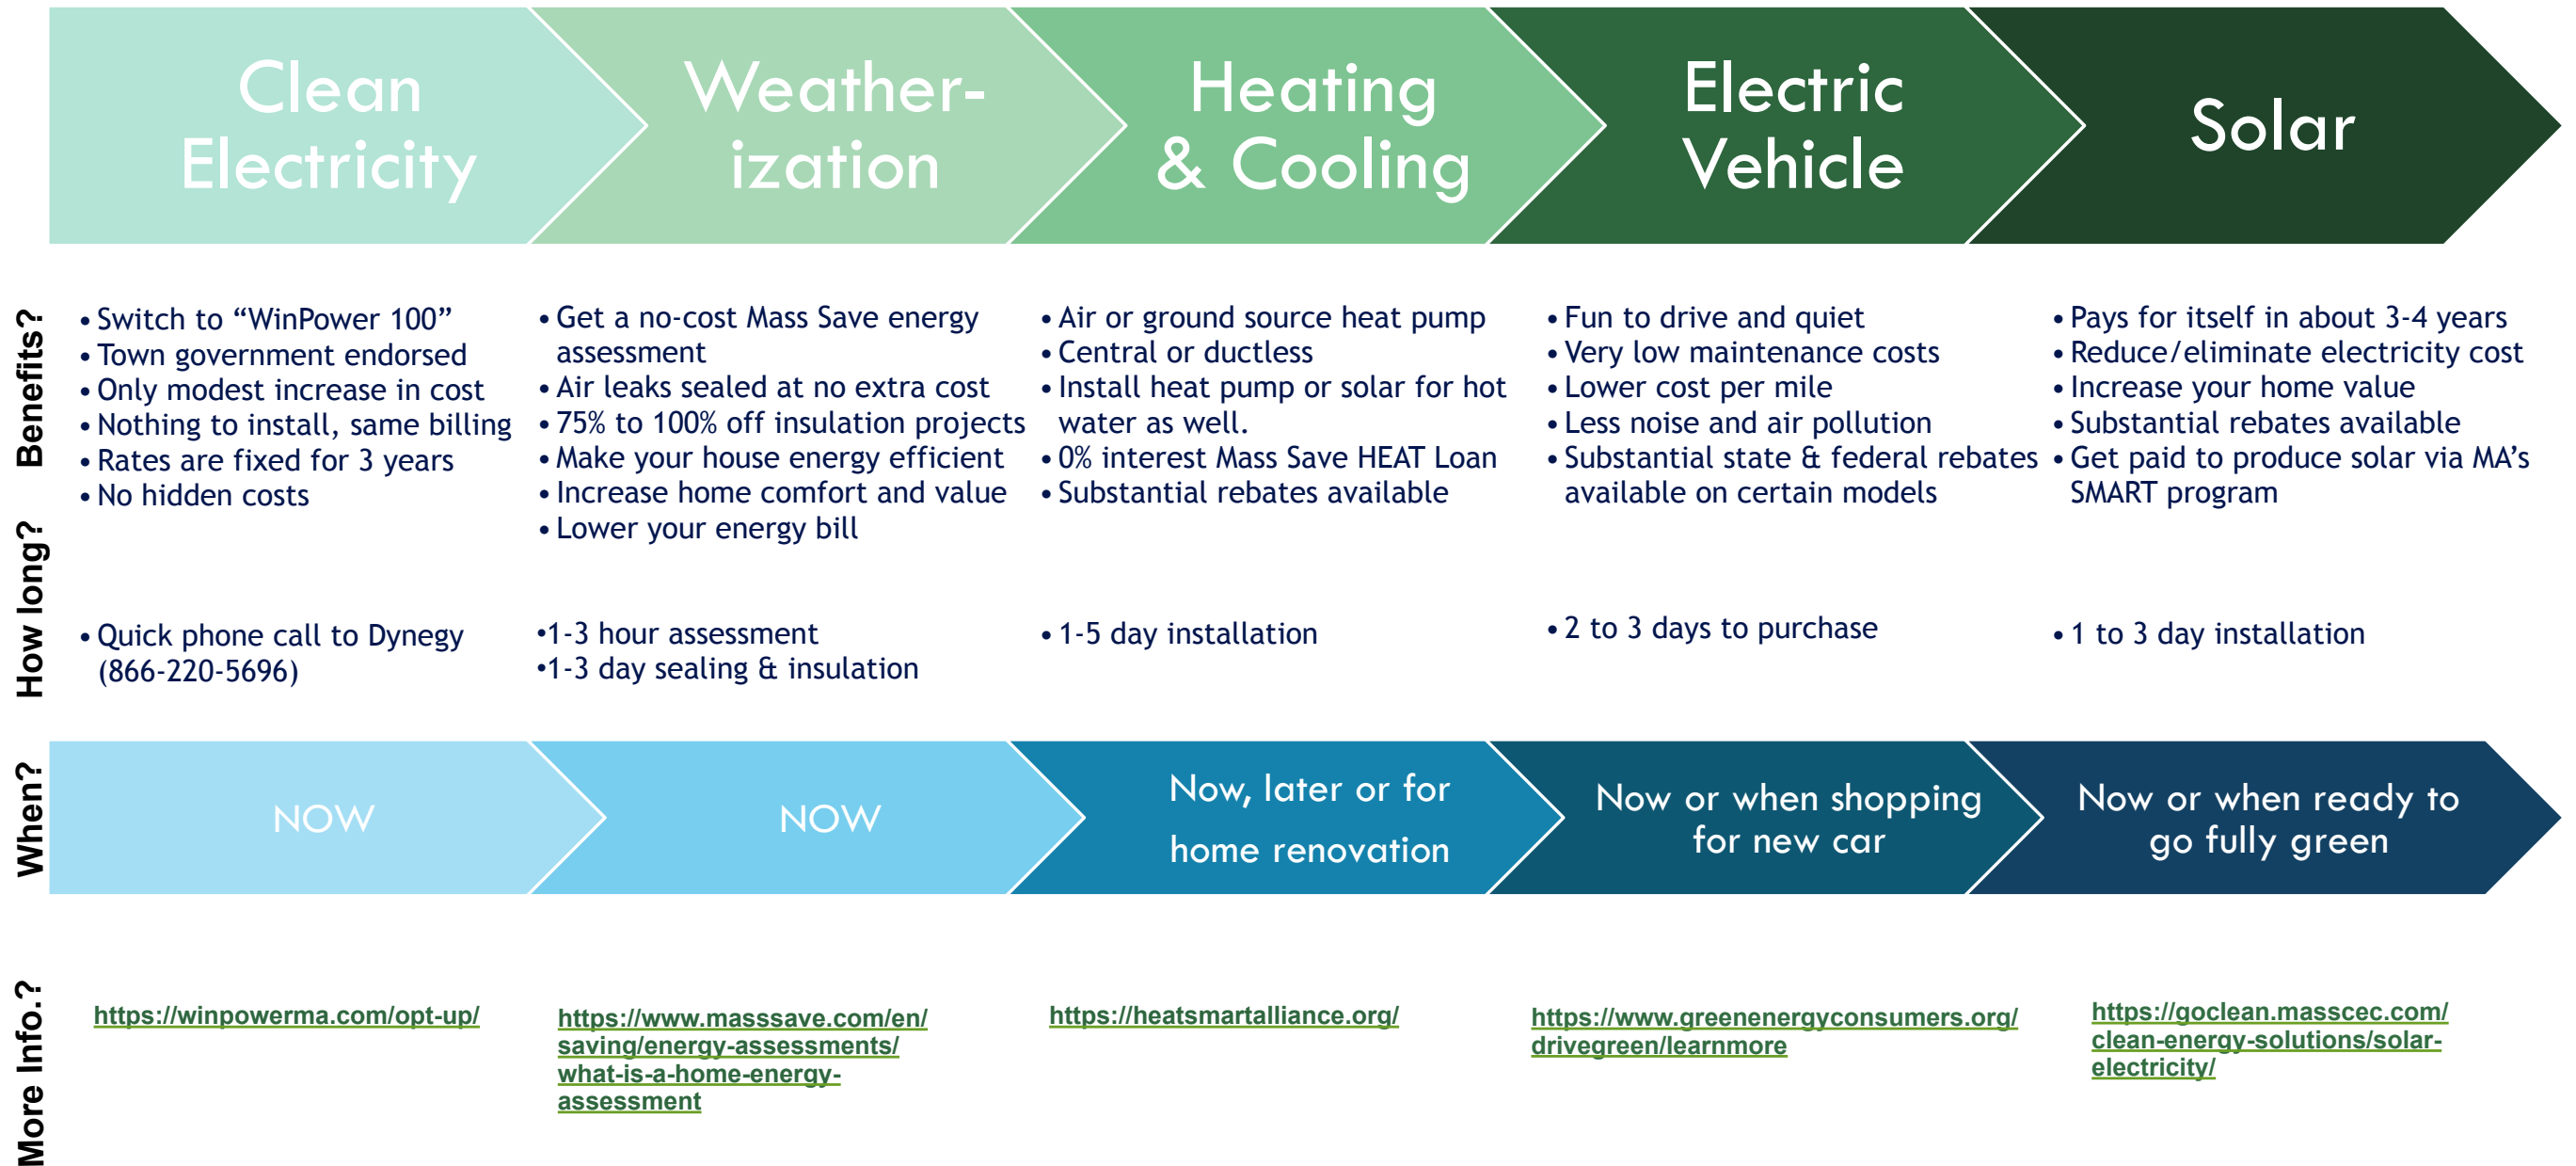 Clean
Electricity
Weather-
ization
Heating
& Cooling
Electric
Vehicle
Solar
Benefits?
• Switch to “WinPower 100”
• Town government endorsed
• Only modest increase in cost
• Nothing to install, same billing
• Rates are fixed for 3 years
• No hidden costs
• Get a no-cost Mass Save energy
assessment
• Air leaks sealed at no extra cost
• 75% to 100% off insulation projects
• Make your house energy efficient
• Increase home comfort and value
• Lower your energy bill
• Air or ground source heat pump
• Central or ductless
• Install heat pump or solar for hot
water as well.
• 0% interest Mass Save HEAT Loan
• Substantial rebates available
• Fun to drive and quiet
• Very low maintenance costs
• Lower cost per mile
• Less noise and air pollution
• Substantial state & federal rebates
available on certain models
• Pays for itself in about 3-4 years
• Reduce/eliminate electricity cost
• Increase your home value
• Substantial rebates available
• Get paid to produce solar via MA’s
SMART program
How long?
• Quick phone call to Dynegy
(866-220-5696)
•1-3 hour assessment
•1-3 day sealing & insulation
• 1-5 day installation
• 2 to 3 days to purchase
• 1 to 3 day installation
When?
NOW
NOW
Now, later or for
home renovation
Now or when shopping
for new car
Now or when ready to
go fully green
More Info.?
https://winpowerma.com/opt-up/
https://www.masssave.com/en/
saving/energy-assessments/
what-is-a-home-energy-
assessment
https://heatsmartalliance.org/
https://www.greenenergyconsumers.org/
drivegreen/learnmore
https://goclean.masscec.com/
clean-energy-solutions/solar-
electricity/